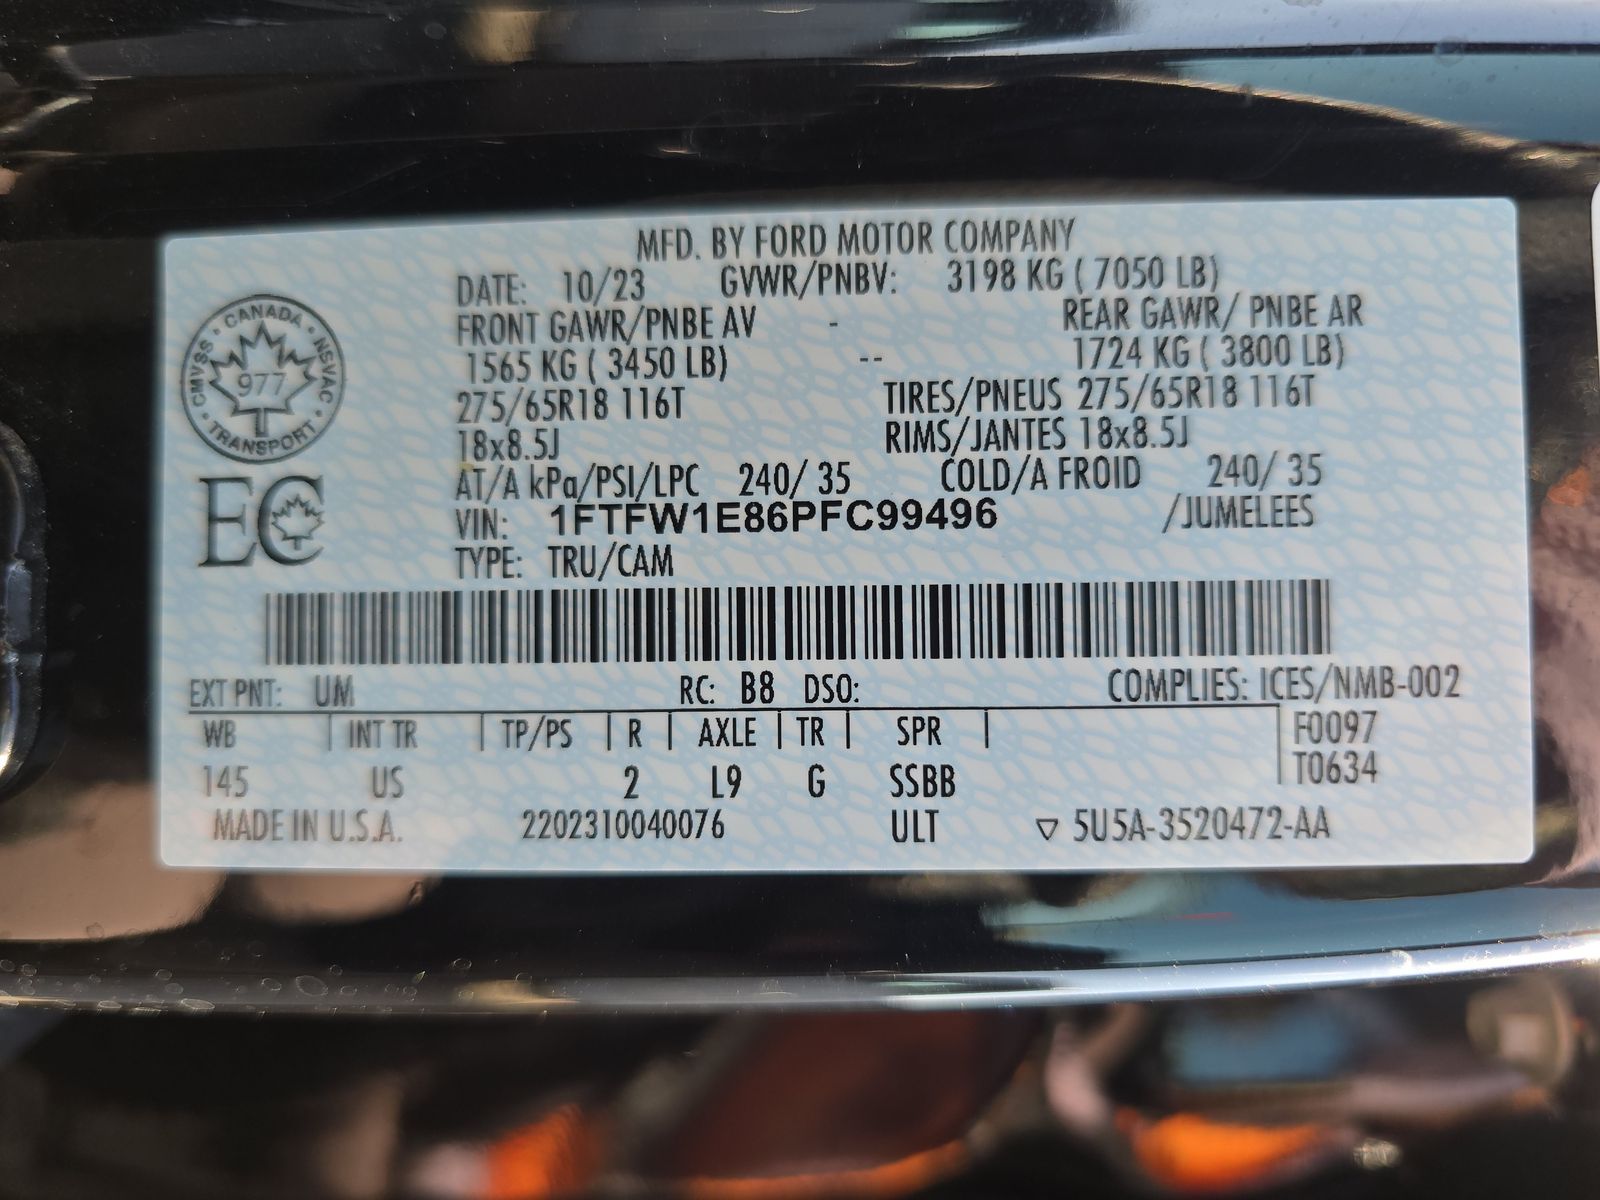 MFD. BY FORD MOTOR COMPANY
DATE: 10/23 GVWR/PNBV: 3198 KG ( 7050 LB)
FRONT GAWR/PNBE AV - REAR GAWR/ PNBE AR
1565 KG ( 3450 LB) -- 1724 KG ( 3800 LB)
275/65R18 116T TIRES/PNEUS 275/65R18 116T
18x8.5J RIMS/JANTES 18x8.5J
AT/A kPa/PSI/LPC 240/ 35 COLD/A FROID 240/ 35
VIN: 1FTFW1E86PFC99496 /JUMELEES
TYPE: TRU/CAM
CMVSS • CANADA • NSVAC • TRANSPORT •
977
EC
EXT PNT: UM RC: B8 DSO: COMPLIES: ICES/NMB-002
WB | INT TR | TP/PS | R | AXLE | TR | SPR | F0097
T0634
145 US 2 L9 G SSBB
MADE IN U.S.A. 2202310040076 ULT ▽ 5U5A-3520472-AA